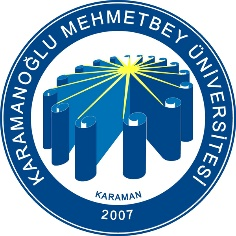 KARAMANOĞLU MEHMETBEY ÜNİVERSİTESİ
KARAMAN
2007